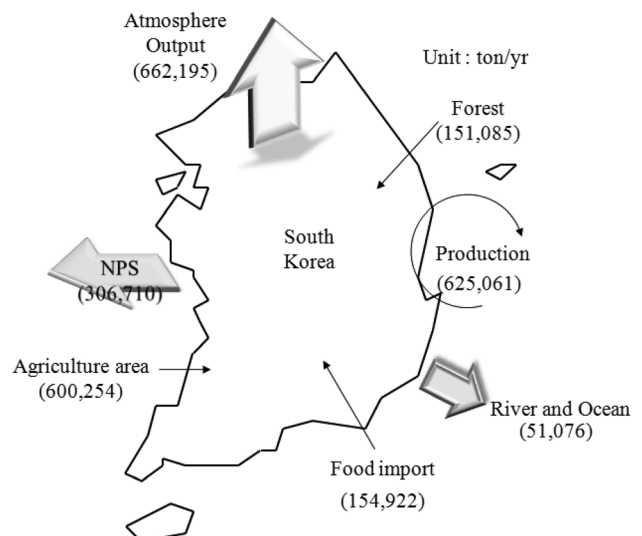 Atmosphere
Output
(662,195)
Unit : ton/yr
Forest
(151,085)
South
Korea
Production
(625,061)
NPS
(306,710)
Agriculture area
(600,254)
River and Ocean
(51,076)
Food import
(154,922)